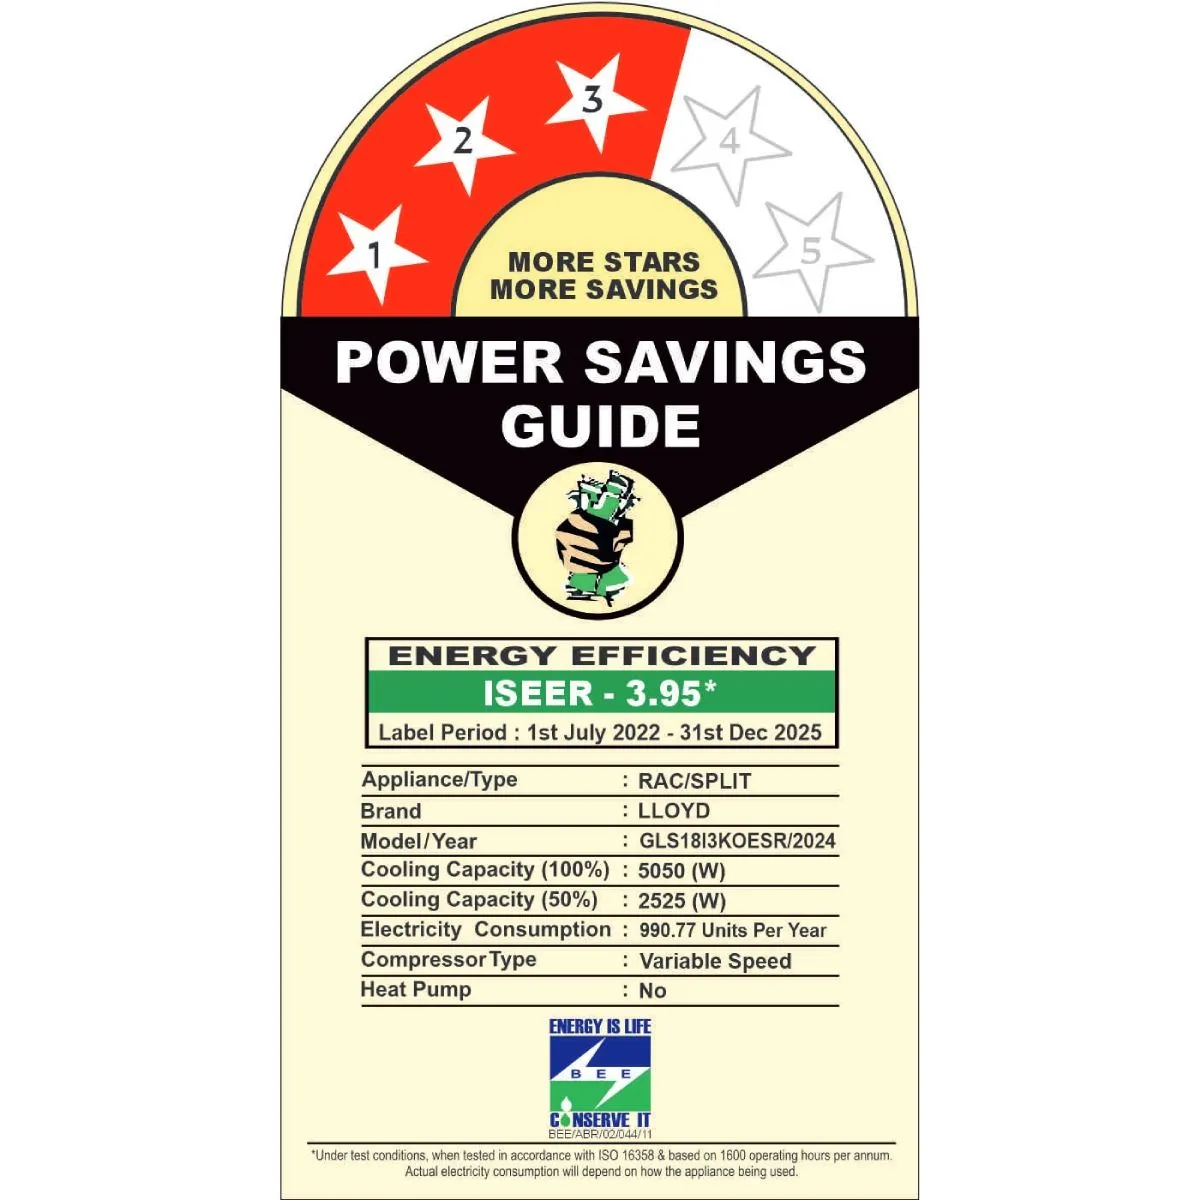 1
2
3
4
5
MORE STARS
MORE SAVINGS
POWER SAVINGS
GUIDE
ENERGY EFFICIENCY
ISEER - 3.95*
Label Period : 1st July 2022 - 31st Dec 2025
Appliance/Type : RAC/SPLIT
Brand : LLOYD
Model/Year : GLS18I3KOESR/2024
Cooling Capacity (100%) : 5050 (W)
Cooling Capacity (50%) : 2525 (W)
Electricity Consumption : 990.77 Units Per Year
Compressor Type : Variable Speed
Heat Pump : No
ENERGY IS LIFE
BEE
CONSERVE IT
BEE/ABR/02/044/11
*Under test conditions, when tested in accordance with ISO 16358 & based on 1600 operating hours per annum.
Actual electricity consumption will depend on how the appliance being used.